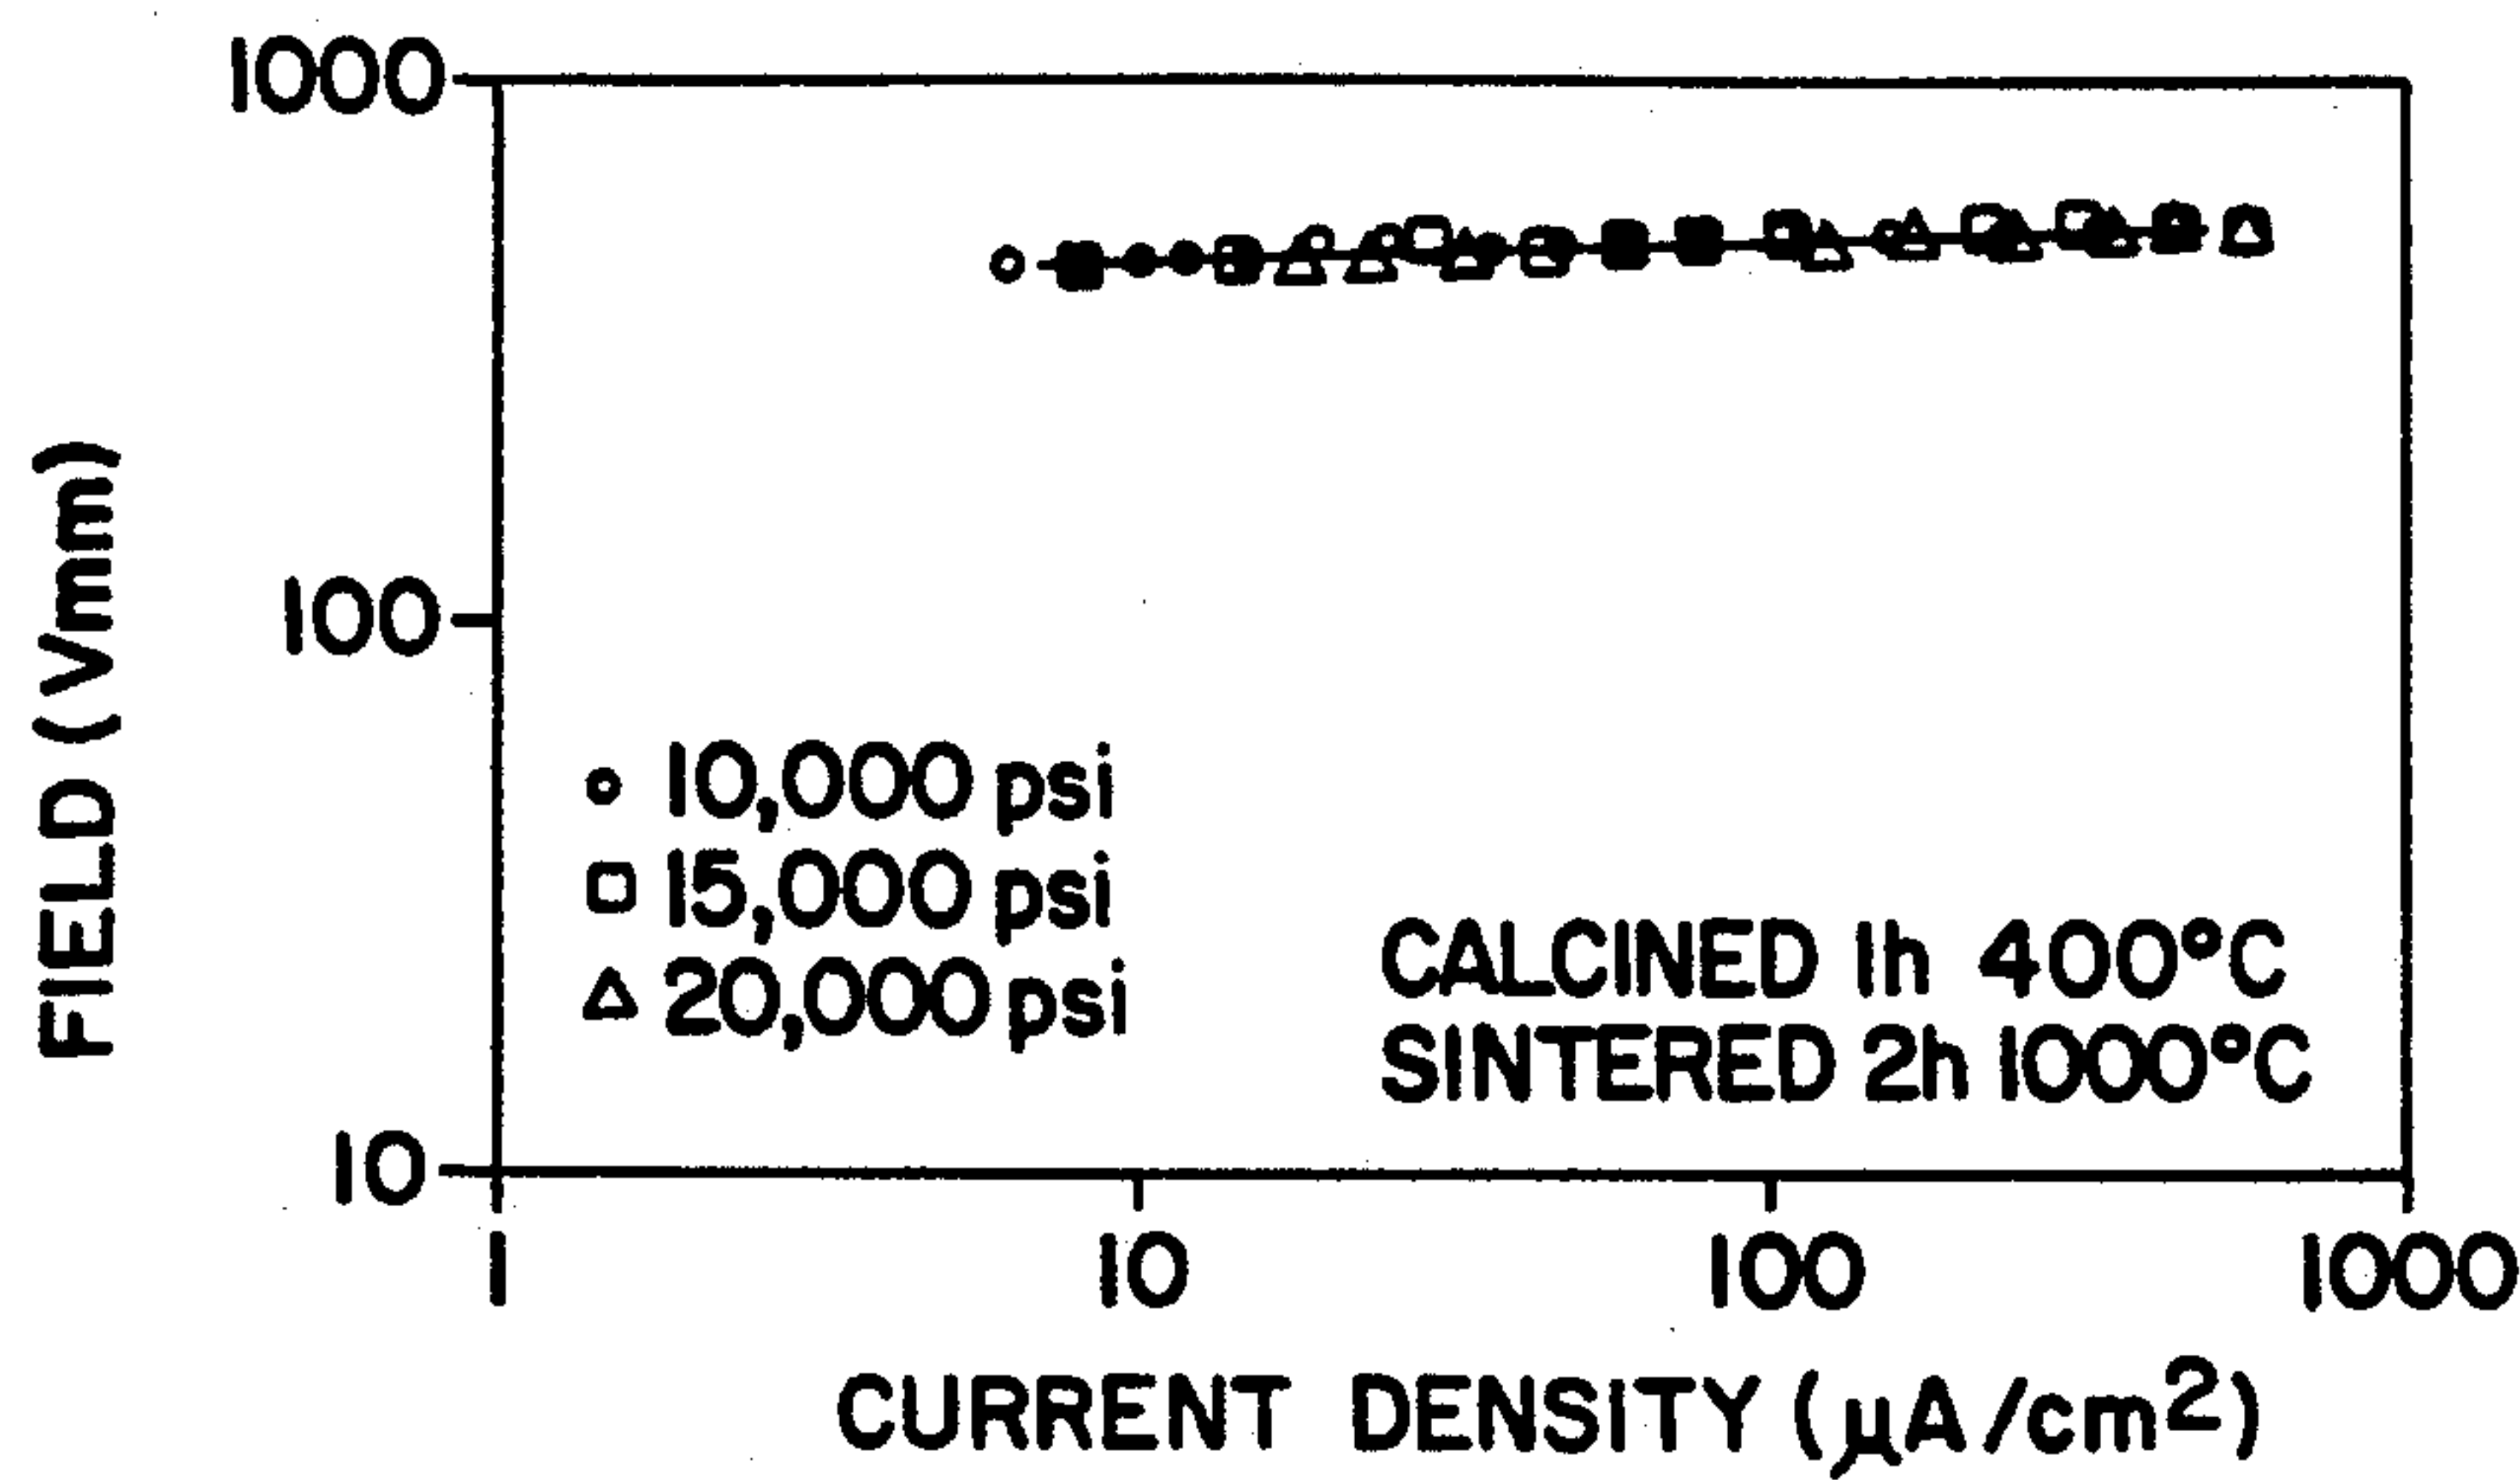 1000
100
10
FIELD (Vmm)
10,000 psi
15,000 psi
20,000 psi
CALCINED 1h 400°C
SINTERED 2h 1000°C
1 10 100 1000
CURRENT DENSITY (μA/cm²)